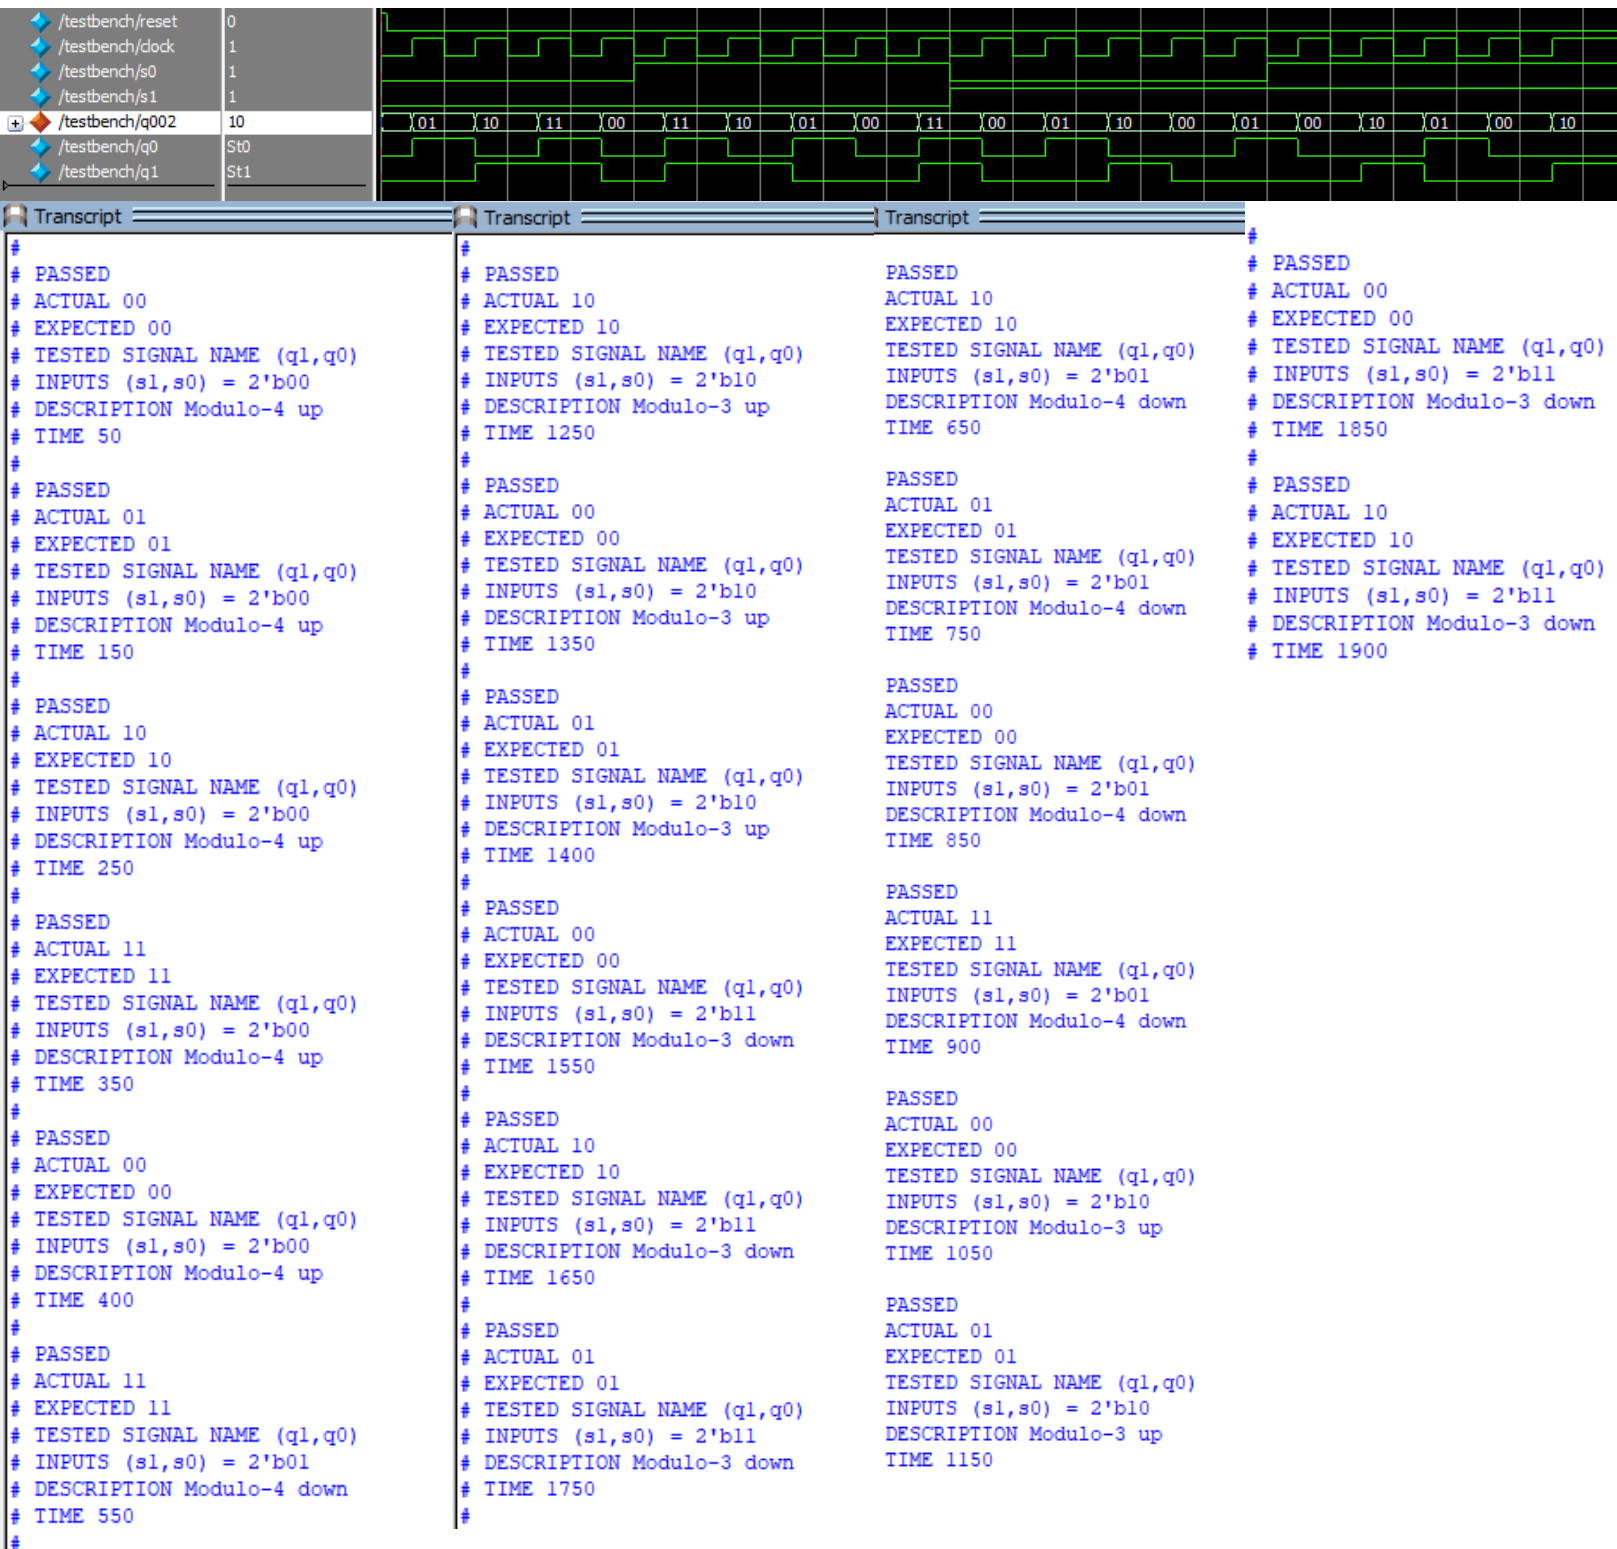 /testbench/reset 0
/testbench/clock 1
/testbench/s0 1
/testbench/s1 1
/testbench/q002 10 01 10 11 00 11 10 01 00 11 00 01 10 00 01 00 10 01 00 10
/testbench/q0 St0
/testbench/q1 St1
Transcript
#
# PASSED
# ACTUAL 00
# EXPECTED 00
# TESTED SIGNAL NAME (q1,q0)
# INPUTS (s1,s0) = 2'b00
# DESCRIPTION Modulo-4 up
# TIME 50
#
# PASSED
# ACTUAL 01
# EXPECTED 01
# TESTED SIGNAL NAME (q1,q0)
# INPUTS (s1,s0) = 2'b00
# DESCRIPTION Modulo-4 up
# TIME 150
#
# PASSED
# ACTUAL 10
# EXPECTED 10
# TESTED SIGNAL NAME (q1,q0)
# INPUTS (s1,s0) = 2'b00
# DESCRIPTION Modulo-4 up
# TIME 250
#
# PASSED
# ACTUAL 11
# EXPECTED 11
# TESTED SIGNAL NAME (q1,q0)
# INPUTS (s1,s0) = 2'b00
# DESCRIPTION Modulo-4 up
# TIME 350
#
# PASSED
# ACTUAL 00
# EXPECTED 00
# TESTED SIGNAL NAME (q1,q0)
# INPUTS (s1,s0) = 2'b00
# DESCRIPTION Modulo-4 up
# TIME 400
#
# PASSED
# ACTUAL 11
# EXPECTED 11
# TESTED SIGNAL NAME (q1,q0)
# INPUTS (s1,s0) = 2'b01
# DESCRIPTION Modulo-4 down
# TIME 550
#
Transcript
#
# PASSED
# ACTUAL 10
# EXPECTED 10
# TESTED SIGNAL NAME (q1,q0)
# INPUTS (s1,s0) = 2'b10
# DESCRIPTION Modulo-3 up
# TIME 1250
#
# PASSED
# ACTUAL 00
# EXPECTED 00
# TESTED SIGNAL NAME (q1,q0)
# INPUTS (s1,s0) = 2'b10
# DESCRIPTION Modulo-3 up
# TIME 1350
#
# PASSED
# ACTUAL 01
# EXPECTED 01
# TESTED SIGNAL NAME (q1,q0)
# INPUTS (s1,s0) = 2'b10
# DESCRIPTION Modulo-3 up
# TIME 1400
#
# PASSED
# ACTUAL 00
# EXPECTED 00
# TESTED SIGNAL NAME (q1,q0)
# INPUTS (s1,s0) = 2'b11
# DESCRIPTION Modulo-3 down
# TIME 1550
#
# PASSED
# ACTUAL 10
# EXPECTED 10
# TESTED SIGNAL NAME (q1,q0)
# INPUTS (s1,s0) = 2'b11
# DESCRIPTION Modulo-3 down
# TIME 1650
#
# PASSED
# ACTUAL 01
# EXPECTED 01
# TESTED SIGNAL NAME (q1,q0)
# INPUTS (s1,s0) = 2'b11
# DESCRIPTION Modulo-3 down
# TIME 1750
#
Transcript
PASSED
ACTUAL 10
EXPECTED 10
TESTED SIGNAL NAME (q1,q0)
INPUTS (s1,s0) = 2'b01
DESCRIPTION Modulo-4 down
TIME 650
PASSED
ACTUAL 01
EXPECTED 01
TESTED SIGNAL NAME (q1,q0)
INPUTS (s1,s0) = 2'b01
DESCRIPTION Modulo-4 down
TIME 750
PASSED
ACTUAL 00
EXPECTED 00
TESTED SIGNAL NAME (q1,q0)
INPUTS (s1,s0) = 2'b01
DESCRIPTION Modulo-4 down
TIME 850
PASSED
ACTUAL 11
EXPECTED 11
TESTED SIGNAL NAME (q1,q0)
INPUTS (s1,s0) = 2'b01
DESCRIPTION Modulo-4 down
TIME 900
PASSED
ACTUAL 00
EXPECTED 00
TESTED SIGNAL NAME (q1,q0)
INPUTS (s1,s0) = 2'b10
DESCRIPTION Modulo-3 up
TIME 1050
PASSED
ACTUAL 01
EXPECTED 01
TESTED SIGNAL NAME (q1,q0)
INPUTS (s1,s0) = 2'b10
DESCRIPTION Modulo-3 up
TIME 1150
#
# PASSED
# ACTUAL 00
# EXPECTED 00
# TESTED SIGNAL NAME (q1,q0)
# INPUTS (s1,s0) = 2'b11
# DESCRIPTION Modulo-3 down
# TIME 1850
#
# PASSED
# ACTUAL 10
# EXPECTED 10
# TESTED SIGNAL NAME (q1,q0)
# INPUTS (s1,s0) = 2'b11
# DESCRIPTION Modulo-3 down
# TIME 1900